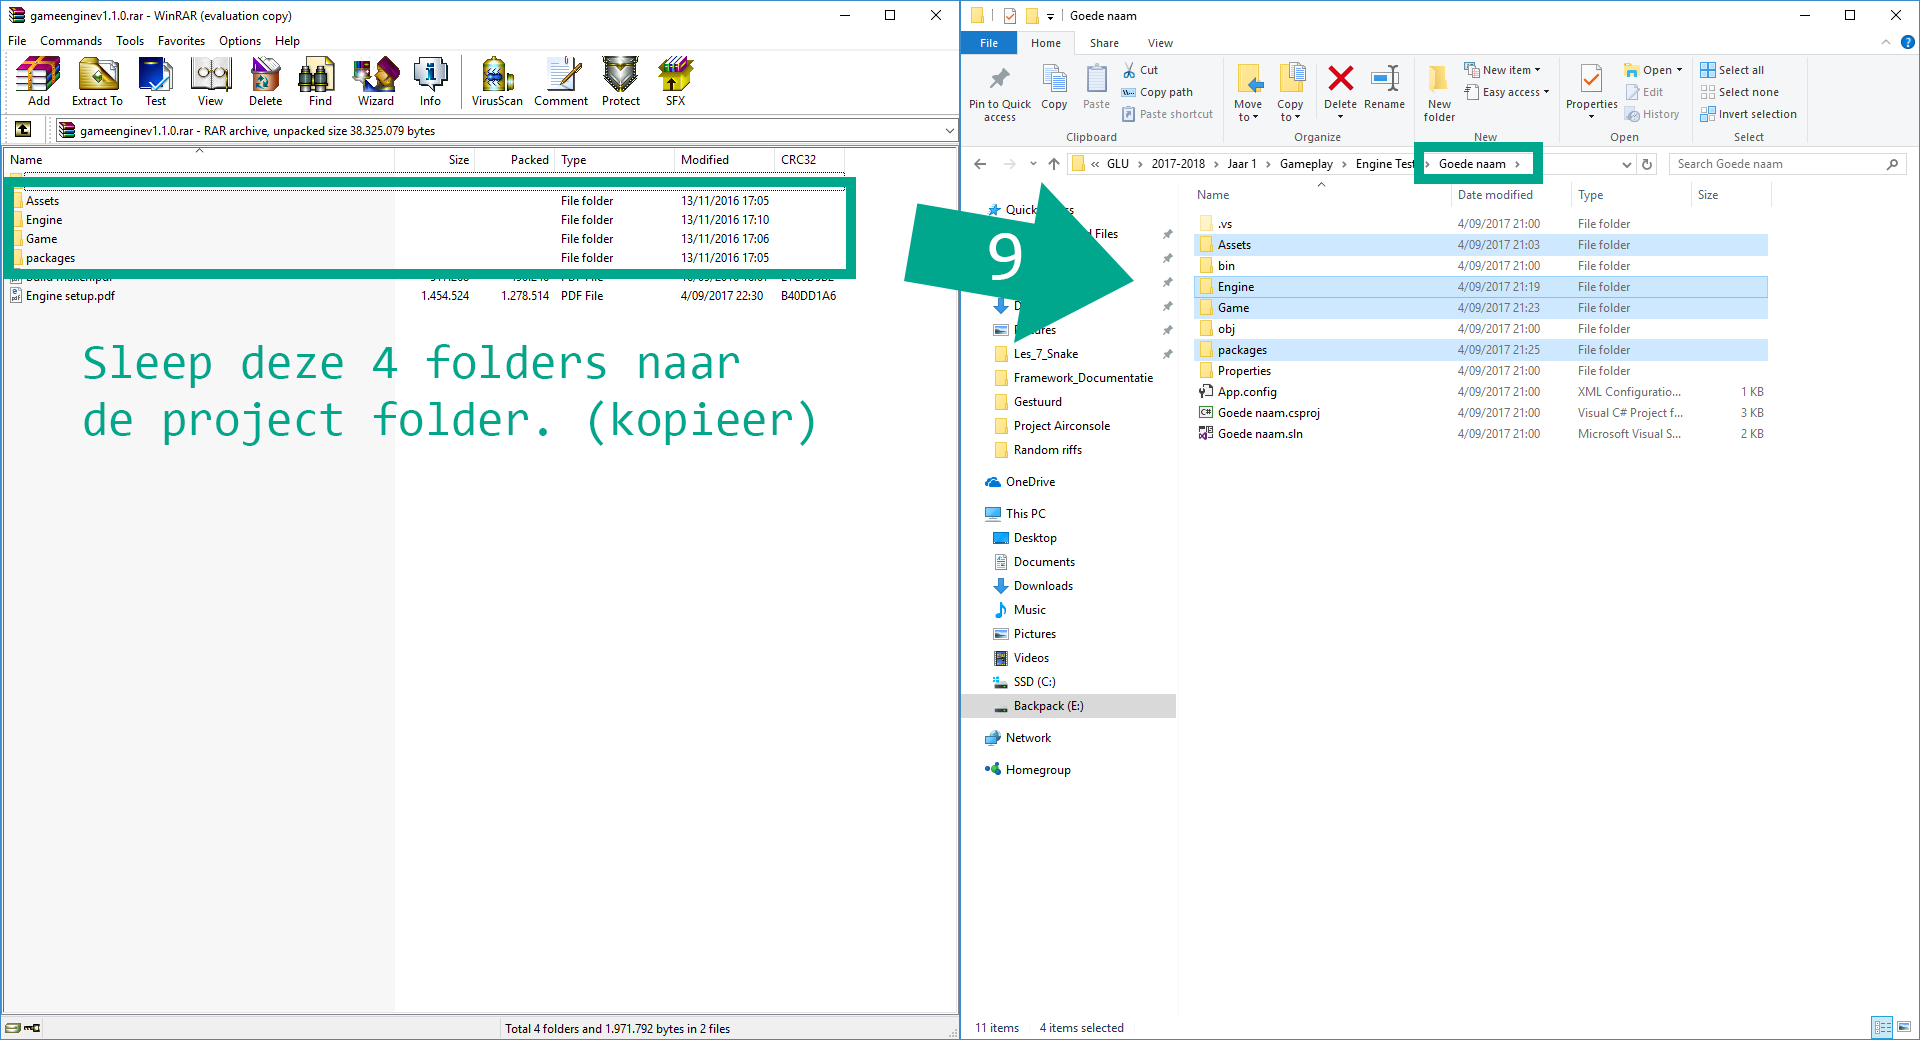 gameenginev1.1.0.rar - WinRAR (evaluation copy)
File Commands Tools Favorites Options Help
Add Extract To Test View Delete Find Wizard Info VirusScan Comment Protect SFX
gameenginev1.1.0.rar - RAR archive, unpacked size 38.325.079 bytes
Name Size Packed Type Modified CRC32
Assets File folder 13/11/2016 17:05
Engine File folder 13/11/2016 17:10
Game File folder 13/11/2016 17:06
packages File folder 13/11/2016 17:05
Engine setup.pdf 1.454.524 1.278.514 PDF File 4/09/2017 22:30 B40DD1A6
Sleep deze 4 folders naar
de project folder. (kopieer)
Total 4 folders and 1.971.792 bytes in 2 files
9
Goede naam
File Home Share View
Pin to Quick access
Copy
Paste
Cut
Copy path
Paste shortcut
Clipboard
Move to
Copy to
Delete
Rename
Organize
New folder
New item
Easy access
New
Properties
Open
Edit
History
Open
Select all
Select none
Invert selection
Select
« GLU > 2017-2018 > Jaar 1 > Gameplay > Engine Test > Goede naam >
Search Goede naam
Quick
Files
Les_7_Snake
Framework_Documentatie
Gestuurd
Project Airconsole
Random riffs
OneDrive
This PC
Desktop
Documents
Downloads
Music
Pictures
Videos
SSD (C:)
Backpack (E:)
Network
Homegroup
Name Date modified Type Size
.vs 4/09/2017 21:00 File folder
Assets 4/09/2017 21:03 File folder
bin 4/09/2017 21:00 File folder
Engine 4/09/2017 21:19 File folder
Game 4/09/2017 21:23 File folder
obj 4/09/2017 21:00 File folder
packages 4/09/2017 21:25 File folder
Properties 4/09/2017 21:00 File folder
App.config 4/09/2017 21:00 XML Configuratio... 1 KB
Goede naam.csproj 4/09/2017 21:00 Visual C# Project f... 3 KB
Goede naam.sln 4/09/2017 21:00 Microsoft Visual S... 2 KB
11 items 4 items selected